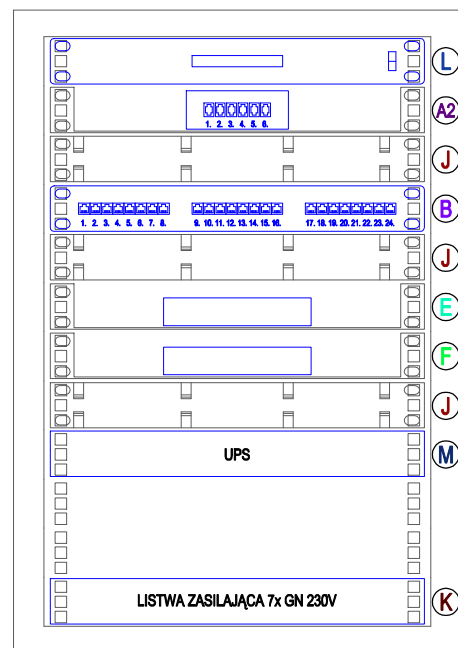 L
A2
1. 2. 3. 4. 5. 6.
J
B
1. 2. 3. 4. 5. 6. 7. 8. 9. 10. 11. 12. 13. 14. 15. 16. 17. 18. 19. 20. 21. 22. 23. 24.
J
E
F
J
UPS M
LISTWA ZASILAJĄCA 7x GN 230V K